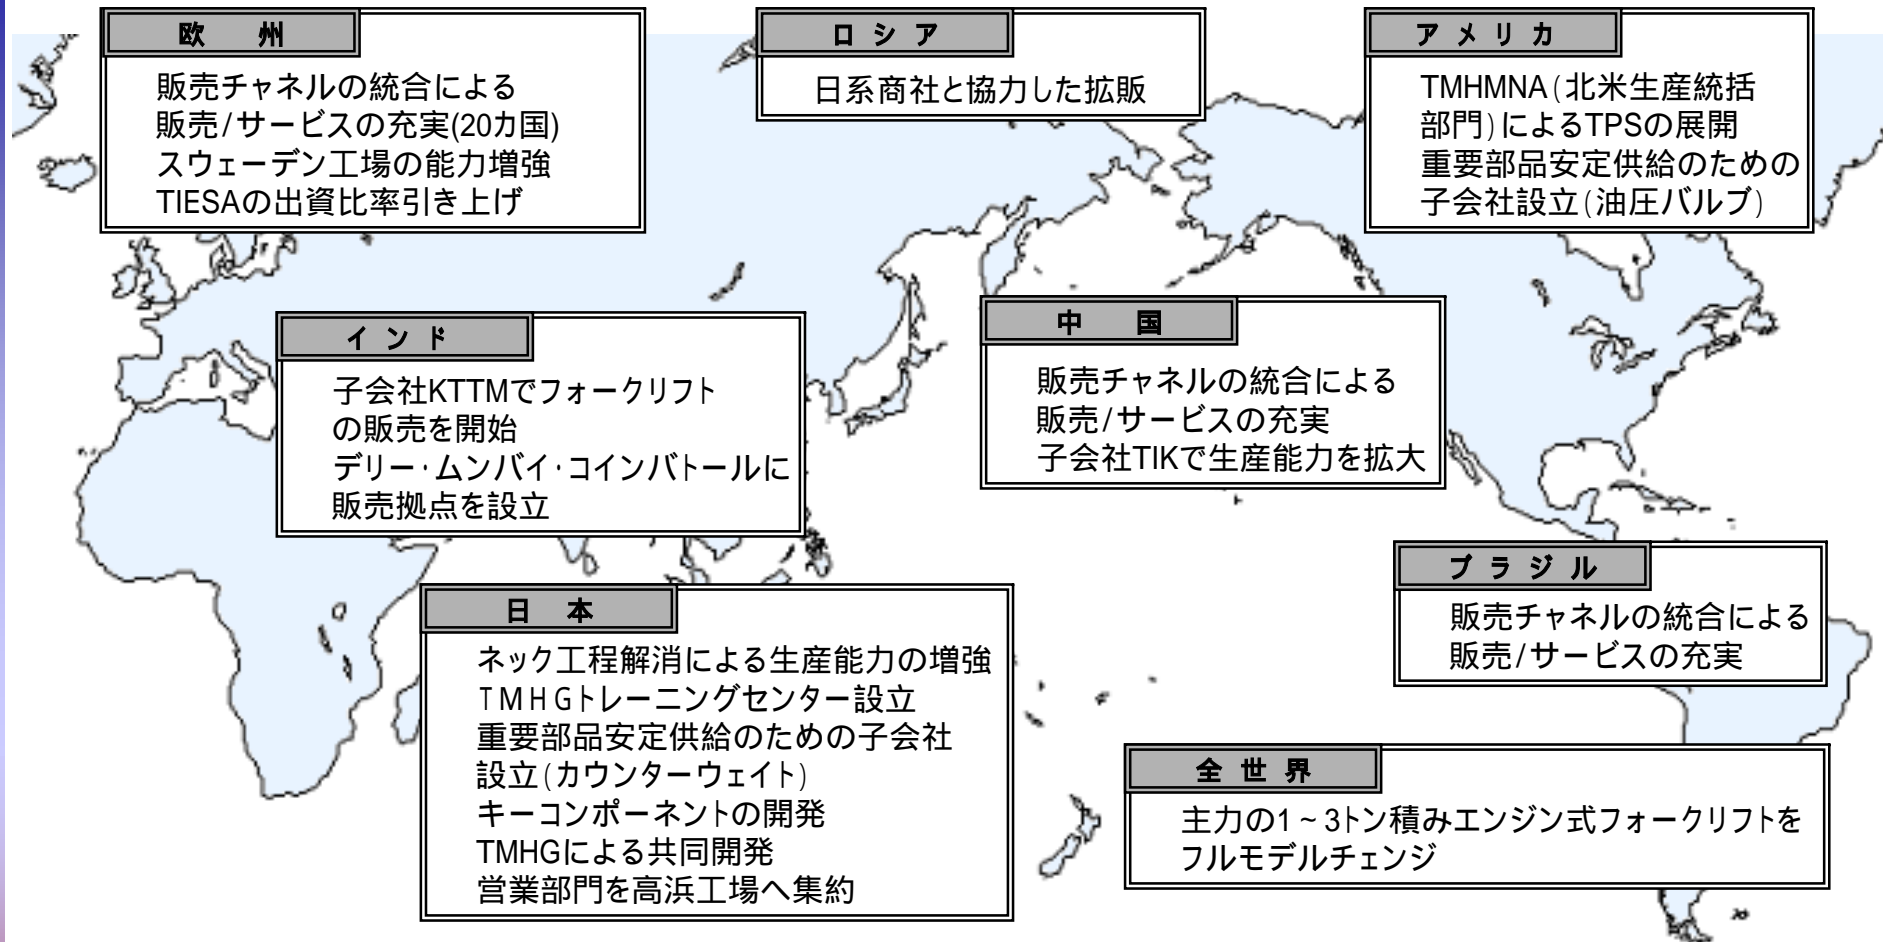 欧　州
販売チャネルの統合による
販売/サービスの充実(20カ国)
スウェーデン工場の能力増強
TIESAの出資比率引き上げ
ロ シ ア
日系商社と協力した拡販
ア メ リ カ
TMHMNA(北米生産統括
部門)によるTPSの展開
重要部品安定供給のための
子会社設立(油圧バルブ)
イ ン ド
子会社KTTMでフォークリフト
の販売を開始
デリー・ムンバイ・コインバトールに
販売拠点を設立
中　国
販売チャネルの統合による
販売/サービスの充実
子会社TIKで生産能力を拡大
日　本
ネック工程解消による生産能力の増強
TMHGトレーニングセンター設立
重要部品安定供給のための子会社
設立(カウンターウェイト)
キーコンポーネントの開発
TMHGによる共同開発
営業部門を高浜工場へ集約
ブ ラ ジ ル
販売チャネルの統合による
販売/サービスの充実
全 世 界
主力の1~3トン積みエンジン式フォークリフトを
フルモデルチェンジ